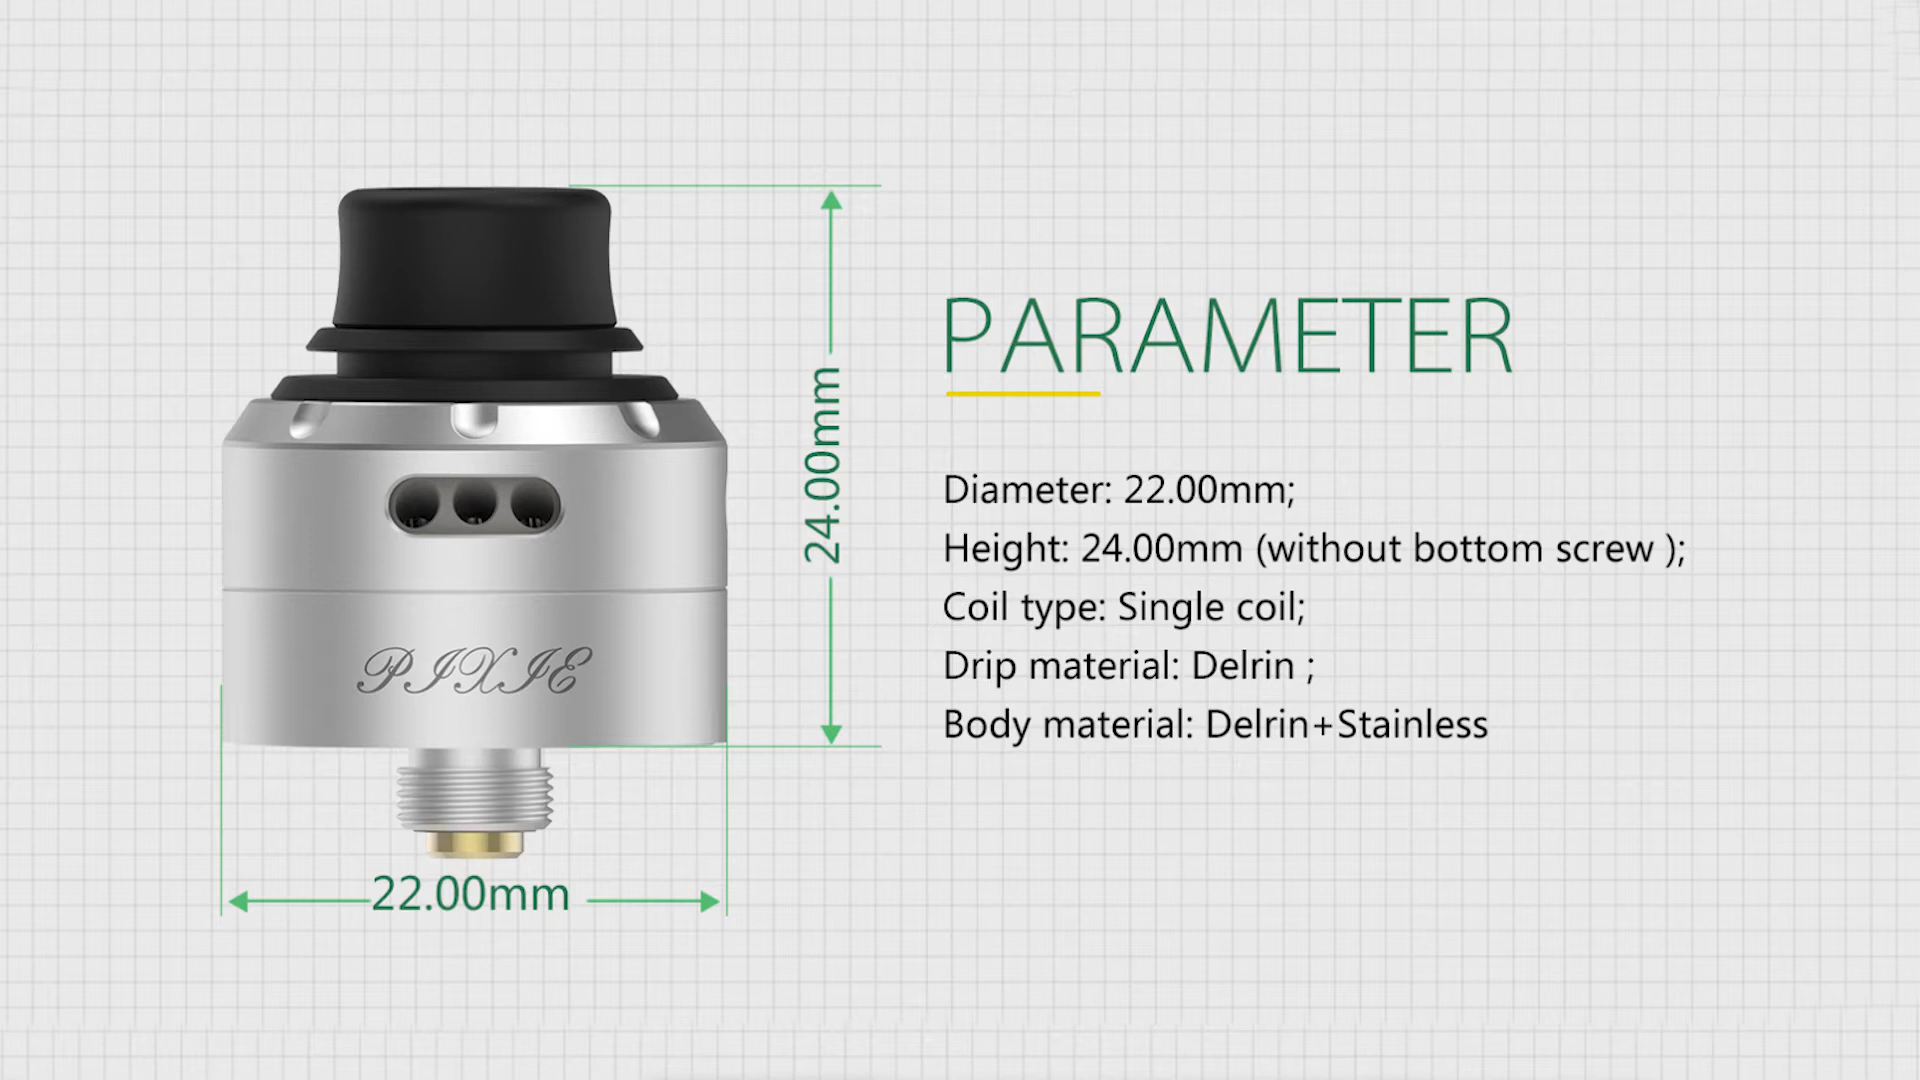 PARAMETER
24.00mm
Diameter: 22.00mm;
Height: 24.00mm (without bottom screw );
Coil type: Single coil;
Drip material: Delrin ;
PIXIE
Body material: Delrin+Stainless
22.00mm